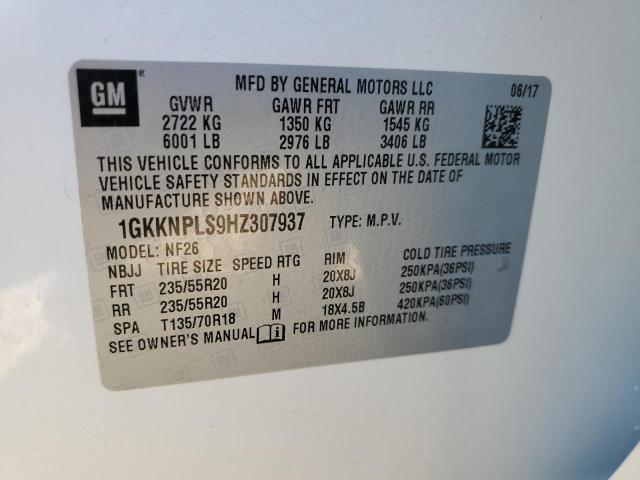 GM
MFD BY GENERAL MOTORS LLC 06/17
GVWR GAWR FRT GAWR RR
2722 KG 1350 KG 1545 KG
6001 LB 2976 LB 3406 LB
THIS VEHICLE CONFORMS TO ALL APPLICABLE U.S. FEDERAL MOTOR
VEHICLE SAFETY STANDARDS IN EFFECT ON THE DATE OF
MANUFACTURE SHOWN ABOVE.
1GKKNPLS9HZ307937 TYPE: M.P.V.
MODEL: NF26
NBJJ TIRE SIZE SPEED RTG RIM COLD TIRE PRESSURE
FRT 235/55R20 H 20X8J 250KPA(36PSI)
RR 235/55R20 H 20X8J 250KPA(36PSI)
SPA T135/70R18 M 18X4.5B 420KPA(60PSI)
SEE OWNER'S MANUAL FOR MORE INFORMATION.